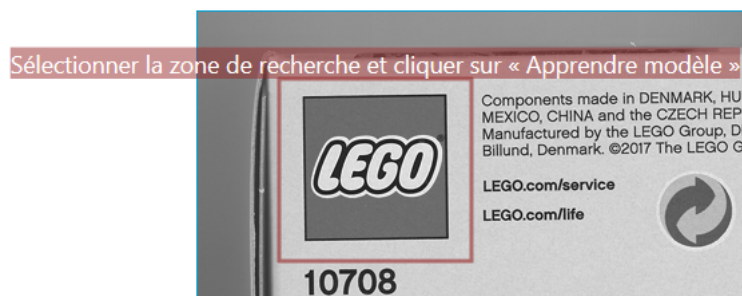 Sélectionner la zone de recherche et cliquer sur « Apprendre modèle »
LEGO
Components made in DENMARK, HU
MEXICO, CHINA and the CZECH REP
Manufactured by the LEGO Group, D
Billund, Denmark. ©2017 The LEGO G
LEGO.com/service
LEGO.com/life
10708